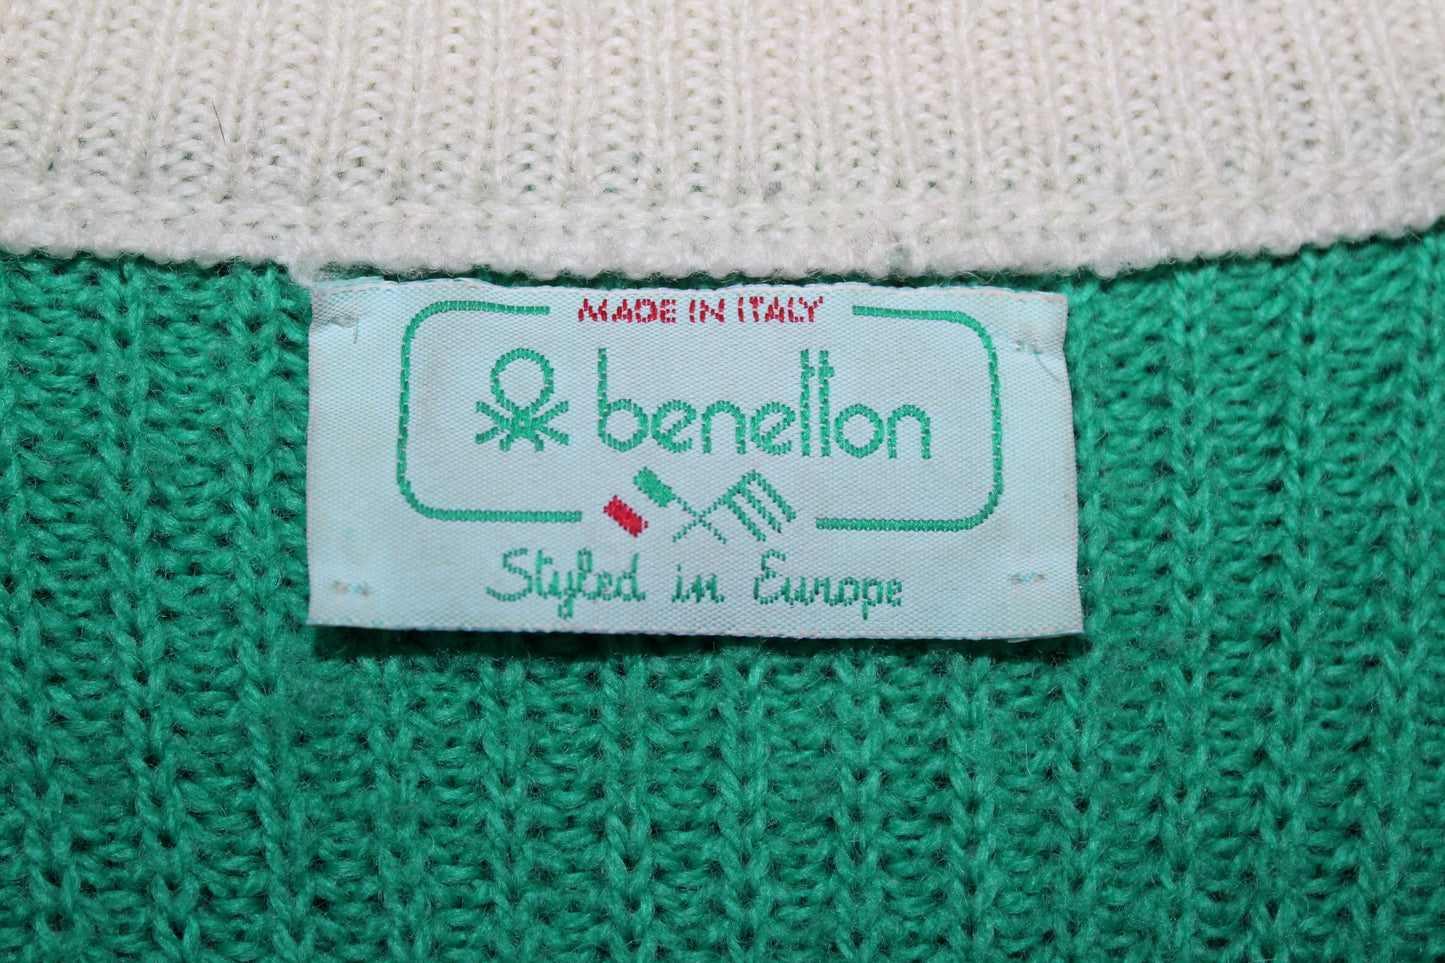 MADE IN ITALY
benetton
Styled in Europe